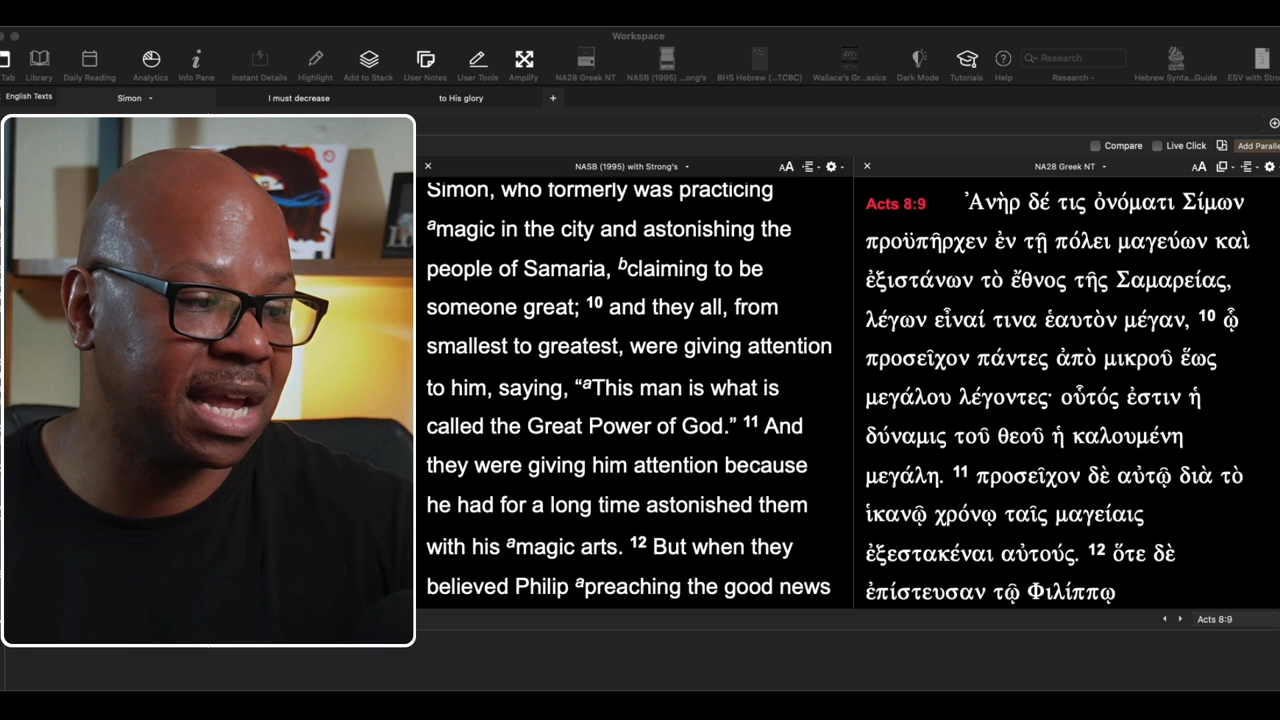 Workspace
Tab Library Daily Reading Analytics Info Pane Instant Details Highlight Add to Stack User Notes User Tools Amplify NA28 Greek NT NASB (1995) ...ong's BHS Hebrew (...TCBC) Wallace's Gr...asics Dark Mode Tutorials Help Research Research Hebrew Synta...Guide ESV with Stro
English Texts Simon I must decrease to His glory +
Compare Live Click Add Paralle
NASB (1995) with Strong's
Simon, who formerly was practicing
ᵃmagic in the city and astonishing the
people of Samaria, ᵇclaiming to be
someone great; 10 and they all, from
smallest to greatest, were giving attention
to him, saying, “ᵃThis man is what is
called the Great Power of God.” 11 And
they were giving him attention because
he had for a long time astonished them
with his ᵃmagic arts. 12 But when they
believed Philip ᵃpreaching the good news
NA28 Greek NT
Acts 8:9 Ἀνὴρ δέ τις ὀνόματι Σίμων
προϋπῆρχεν ἐν τῇ πόλει μαγεύων καὶ
ἐξιστάνων τὸ ἔθνος τῆς Σαμαρείας,
λέγων εἶναί τινα ἑαυτὸν μέγαν, 10 ᾧ
προσεῖχον πάντες ἀπὸ μικροῦ ἕως
μεγάλου λέγοντες· οὗτός ἐστιν ἡ
δύναμις τοῦ θεοῦ ἡ καλουμένη
μεγάλη. 11 προσεῖχον δὲ αὐτῷ διὰ τὸ
ἱκανῷ χρόνῳ ταῖς μαγείαις
ἐξεστακέναι αὐτούς. 12 ὅτε δὲ
ἐπίστευσαν τῷ Φιλίππῳ
Acts 8:9